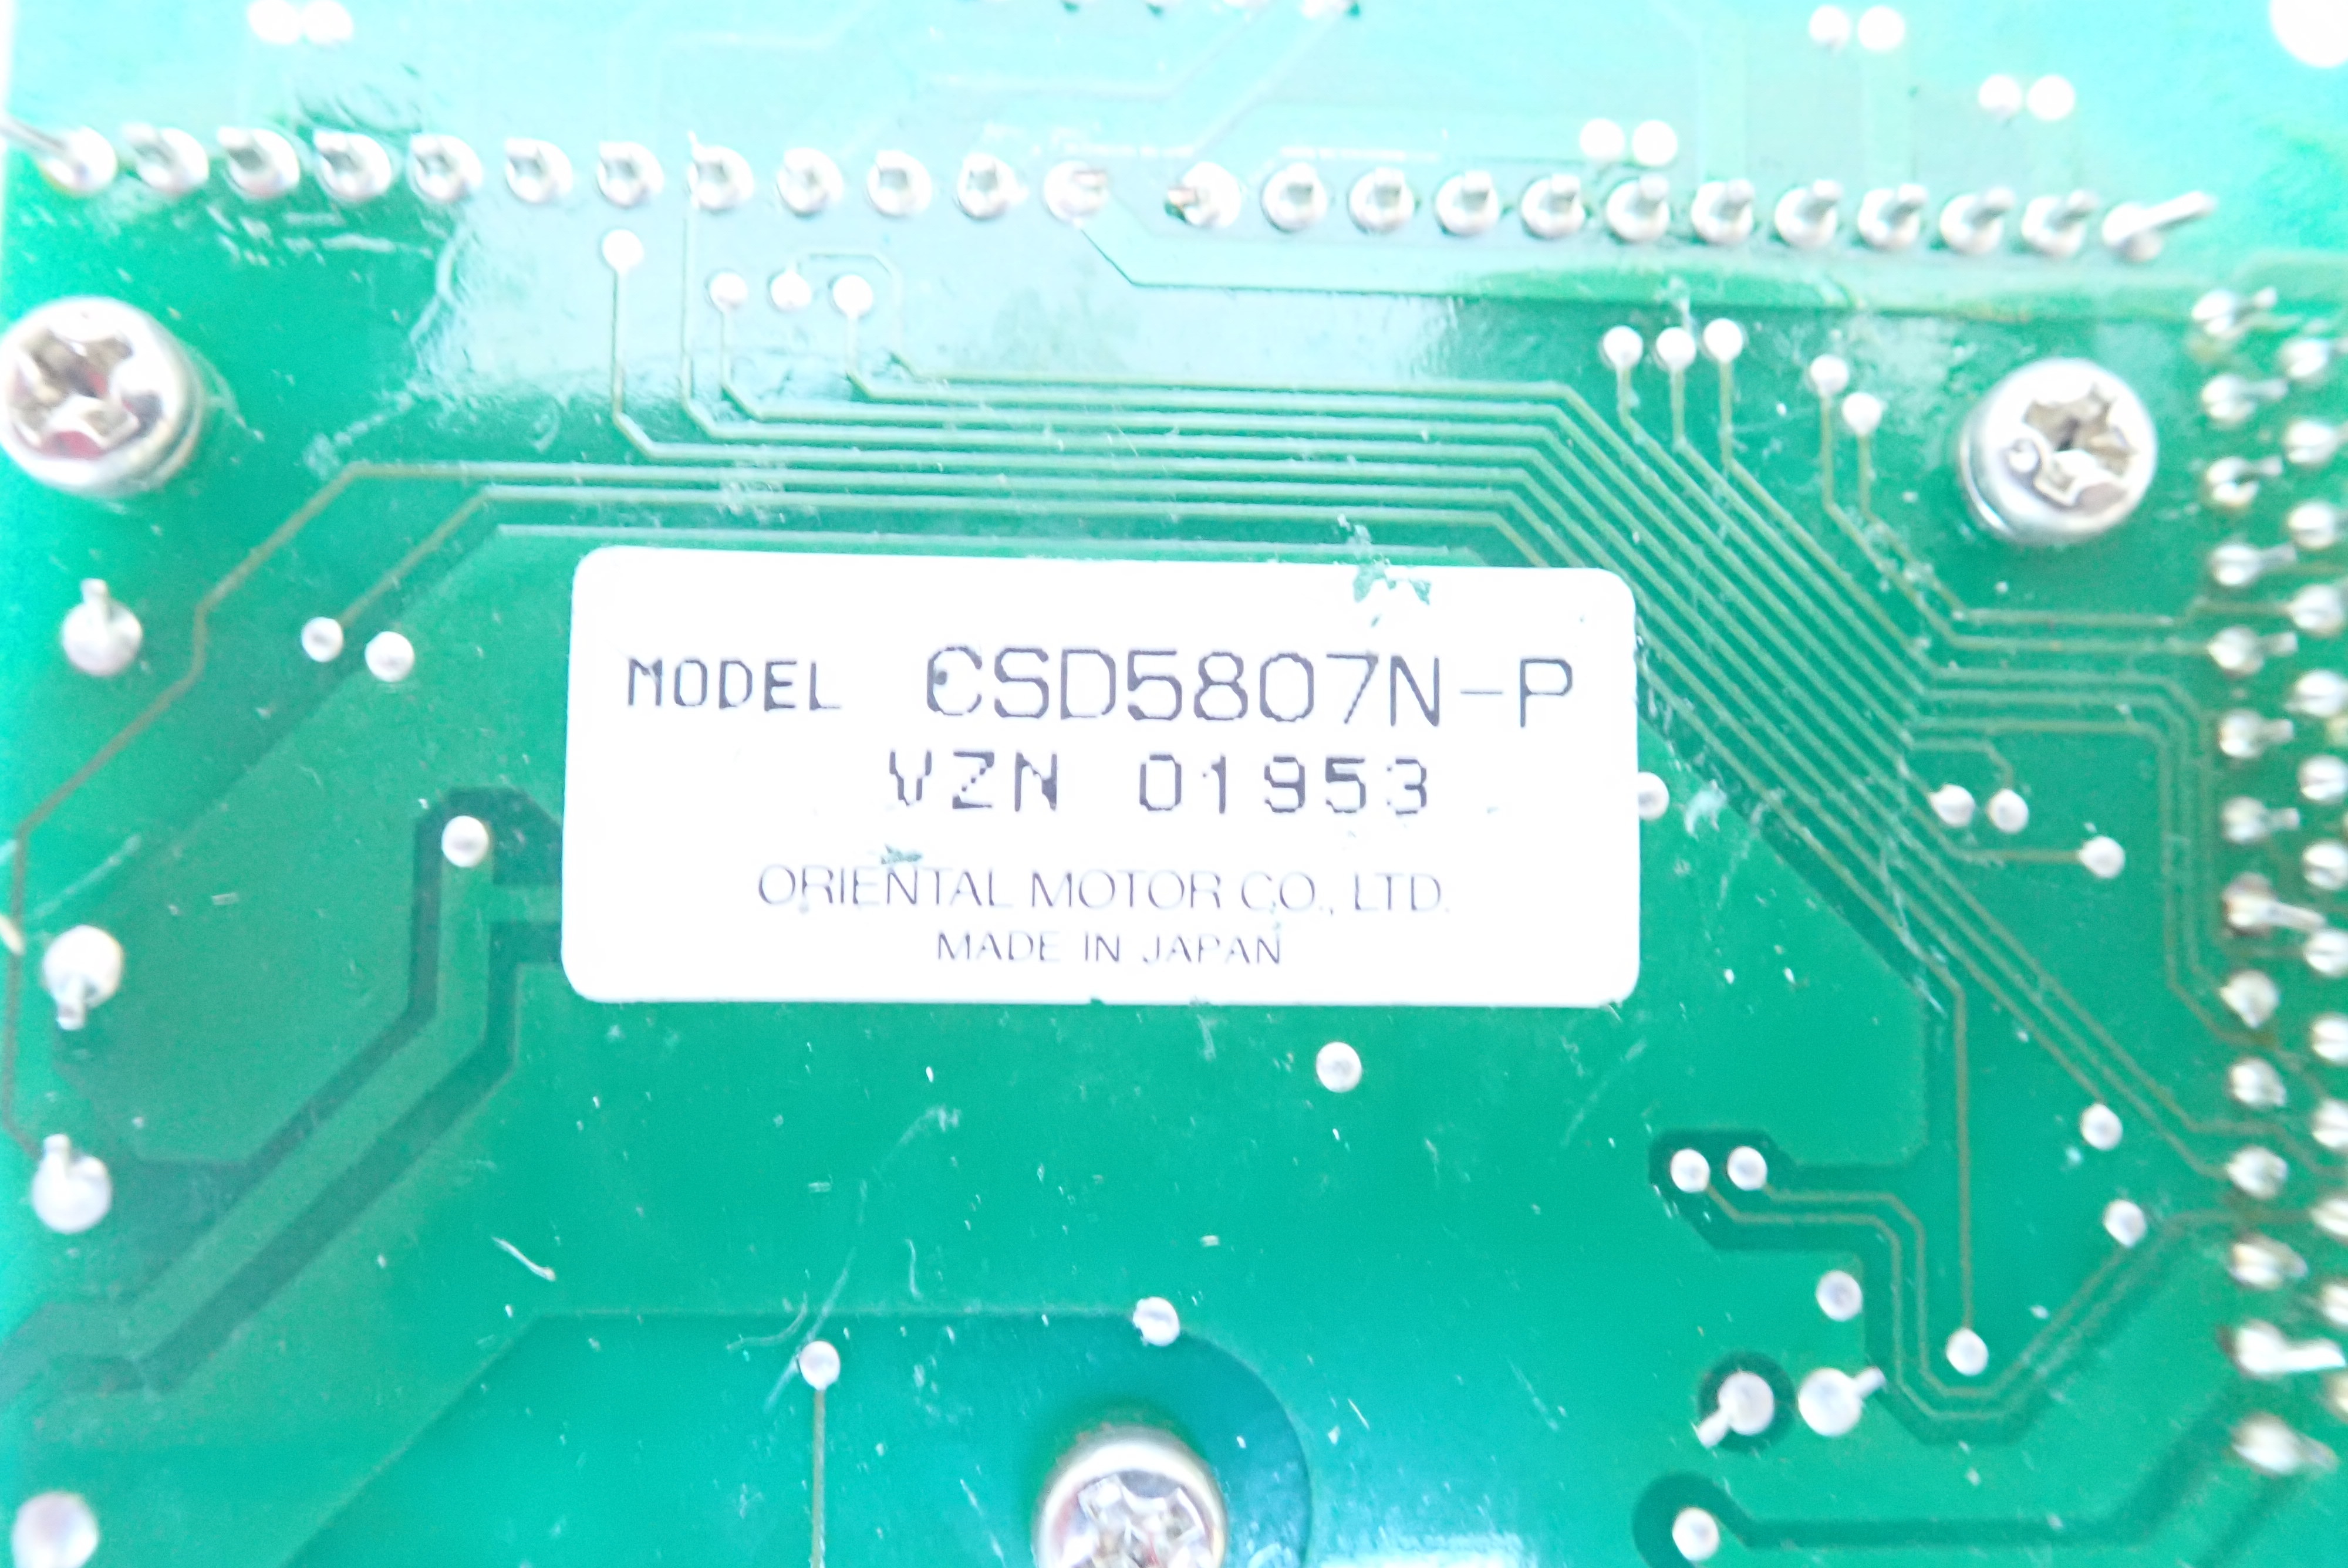 MODEL CSD5807N-P
VZN 01953
ORIENTAL MOTOR CO., LTD.
MADE IN JAPAN